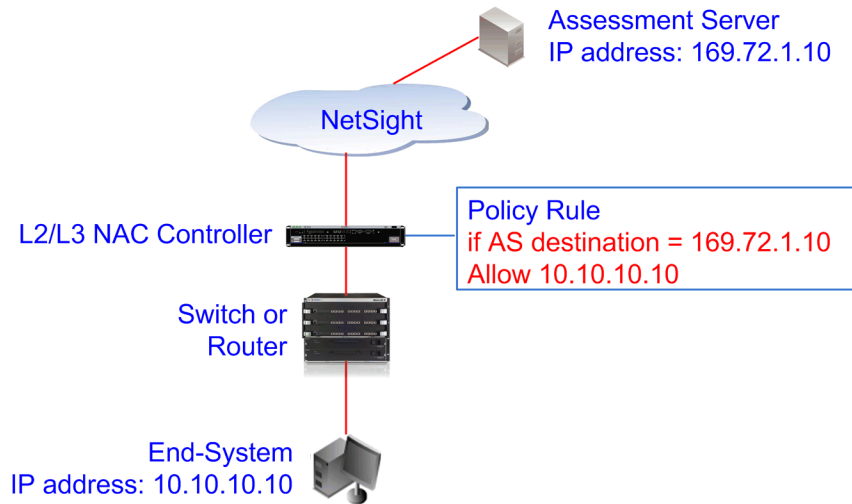 Assessment Server
IP address: 169.72.1.10
NetSight
L2/L3 NAC Controller
Policy Rule
if AS destination = 169.72.1.10
Allow 10.10.10.10
Switch or
Router
End-System
IP address: 10.10.10.10